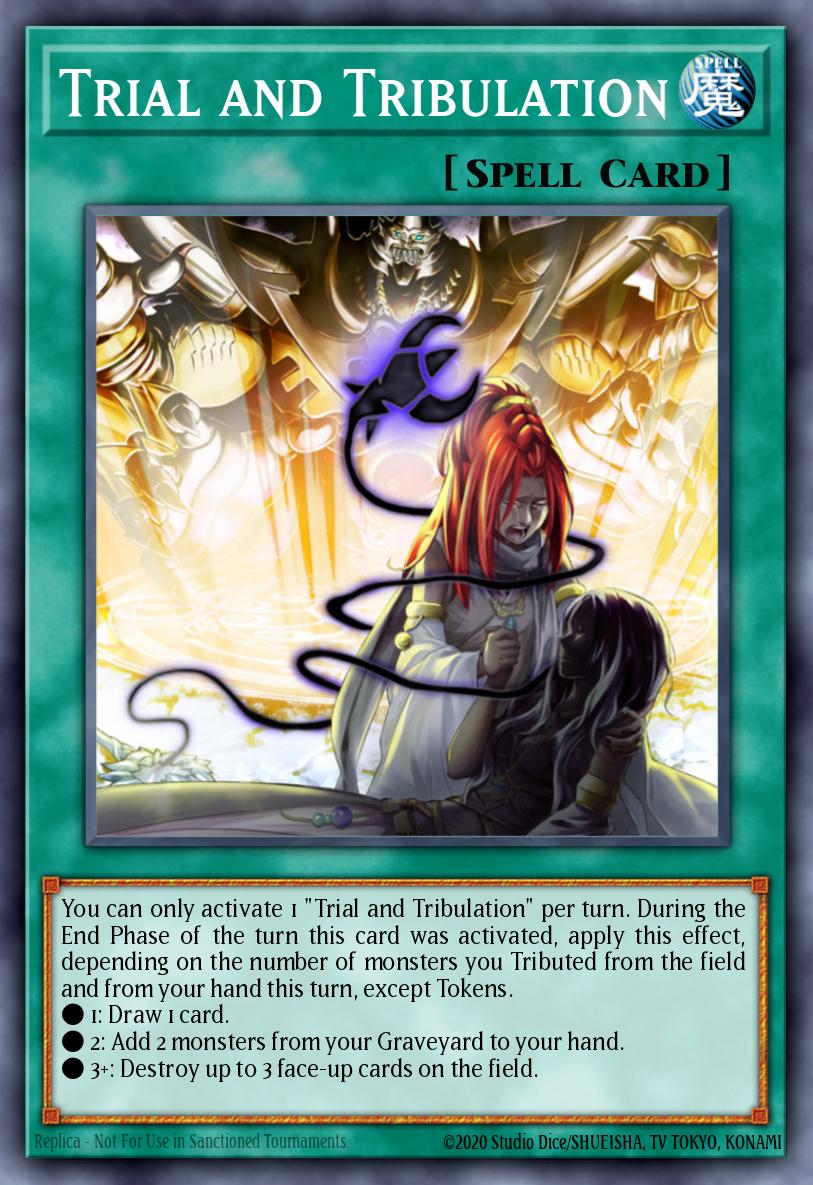 TRIAL AND TRIBULATION
SPELL
魔
[SPELL CARD]
You can only activate 1 "Trial and Tribulation" per turn. During the
End Phase of the turn this card was activated, apply this effect,
depending on the number of monsters you Tributed from the field
and from your hand this turn, except Tokens.
● 1: Draw 1 card.
● 2: Add 2 monsters from your Graveyard to your hand.
● 3+: Destroy up to 3 face-up cards on the field.
Replica - Not For Use in Sanctioned Tournaments.
©2020 Studio Dice/SHUEISHA, TV TOKYO, KONAMI